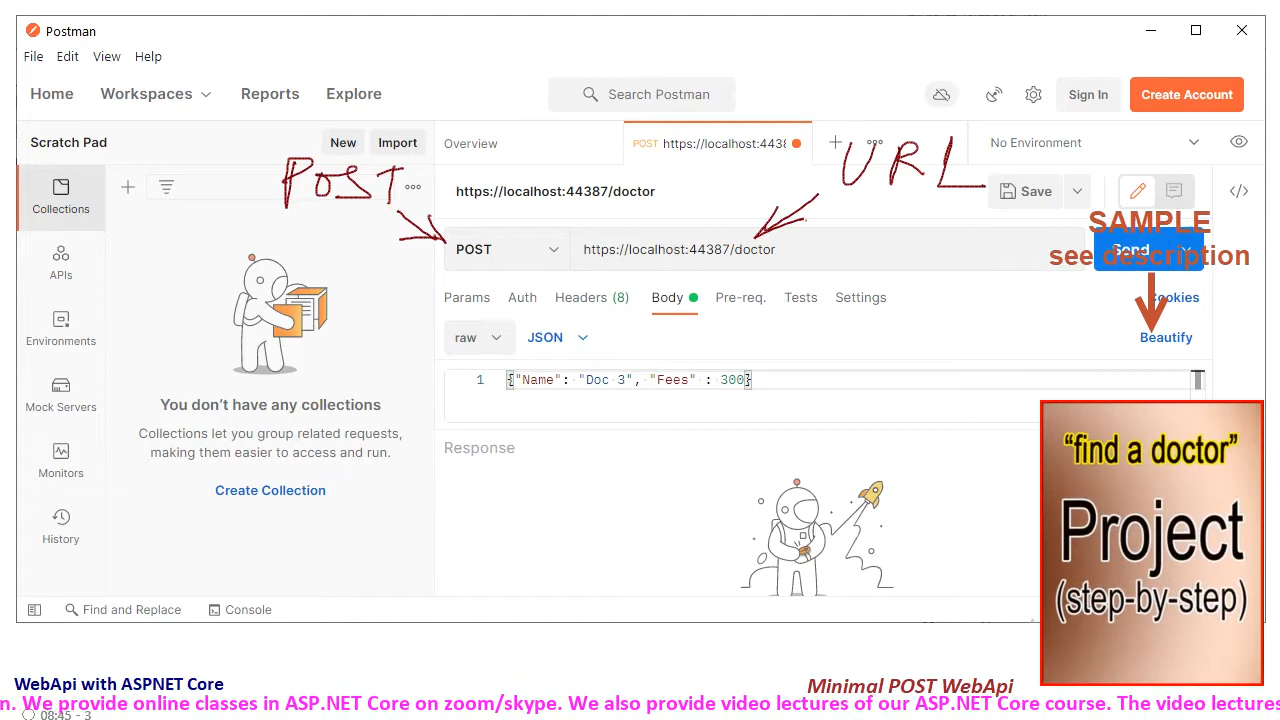 Postman
File Edit View Help
Home Workspaces Reports Explore Search Postman Sign In Create Account
Scratch Pad New Import Overview POST https://localhost:443 No Environment
POST URL
https://localhost:44387/doctor Save
Collections
POST https://localhost:44387/doctor Send
SAMPLE
see description
APIs
Params Auth Headers (8) Body Pre-req. Tests Settings Cookies
Environments
raw JSON Beautify
1 {"Name": "Doc 3", "Fees" : 300}
Mock Servers
You don't have any collections
Collections let you group related requests,
making them easier to access and run.
Create Collection
Monitors
History
Response
"find a doctor"
Project
(step-by-step)
Find and Replace Console
WebApi with ASPNET Core
Minimal POST WebApi
n. We provide online classes in ASP.NET Core on zoom/skype. We also provide video lectures of our ASP.NET Core course. The video lectures
08:45 - 3